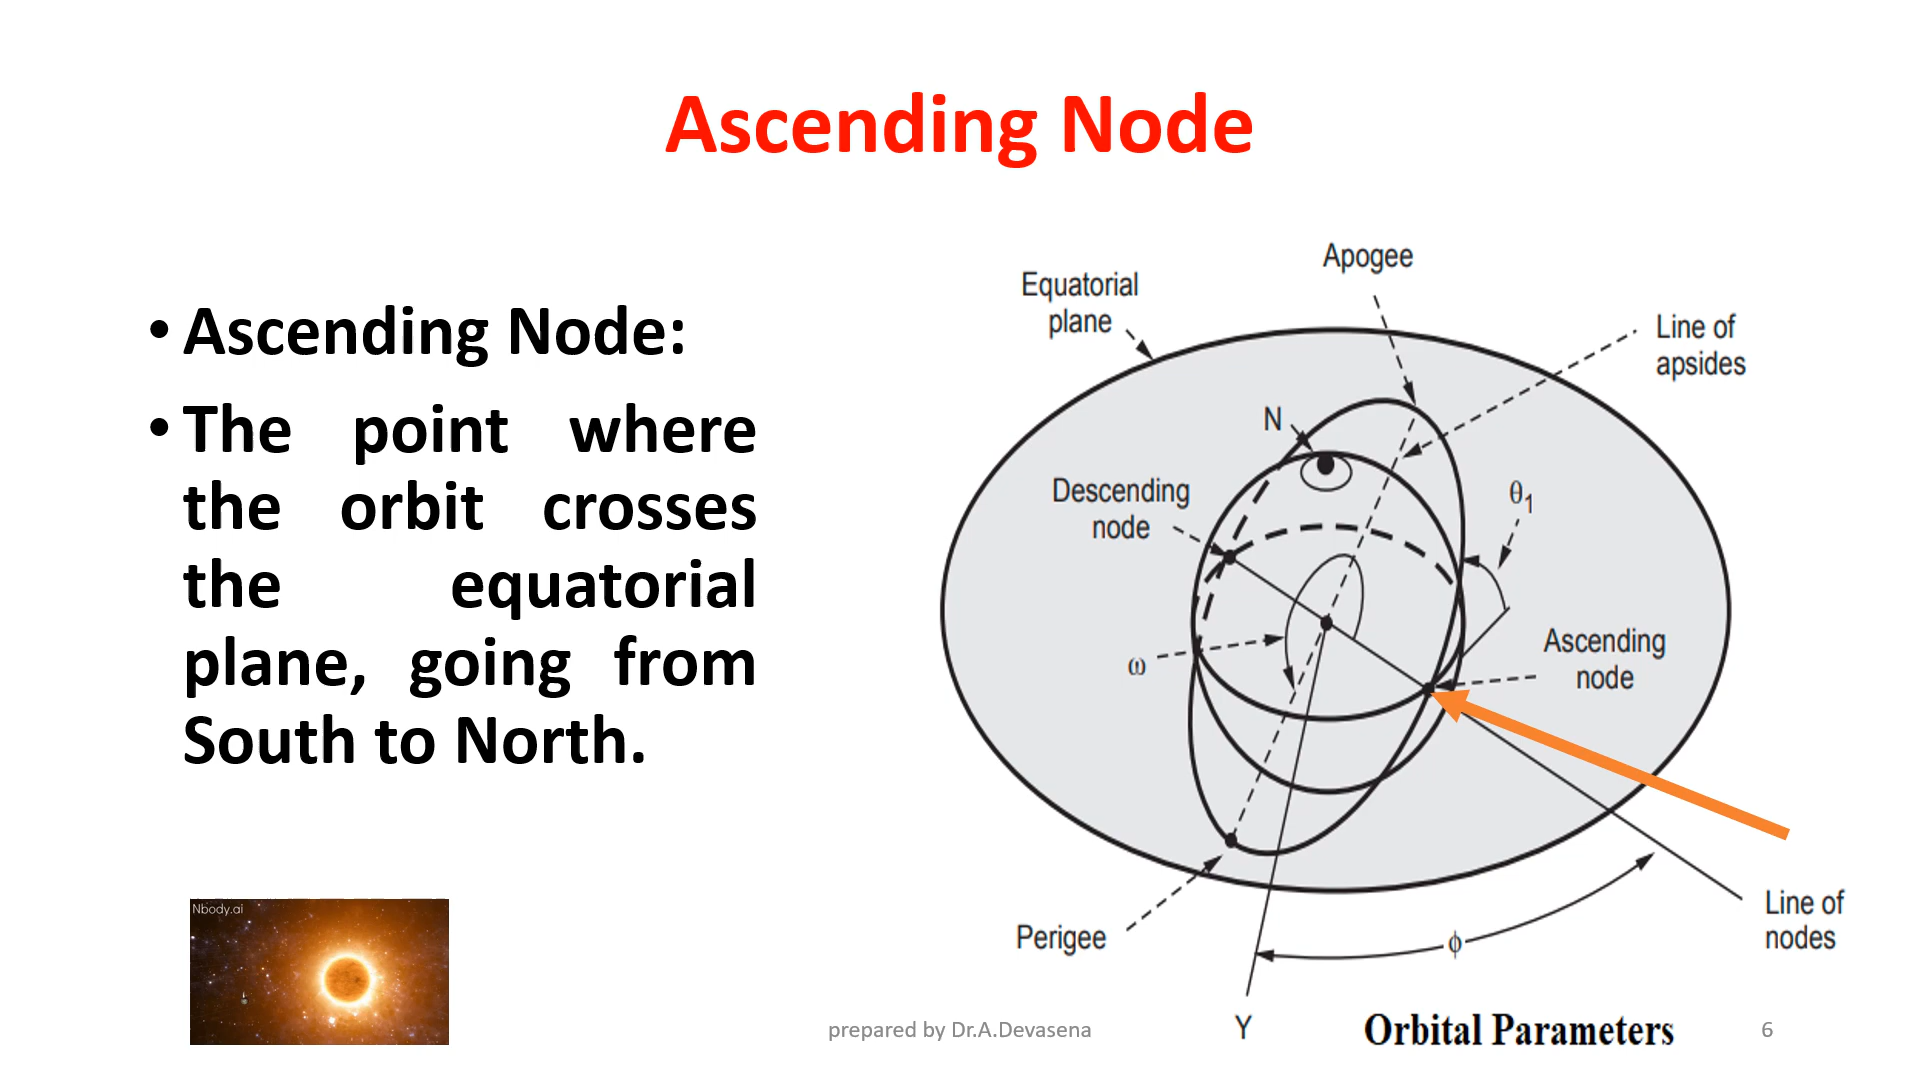 Ascending Node
• Ascending Node:
• The point where
the orbit crosses
the equatorial
plane, going from
South to North.
Apogee
Equatorial
plane
Line of
apsides
N
Descending
node
θ1
Ascending
node
ω
Perigee
Line of
nodes
ϕ
Y
Orbital Parameters
Nbody.ai
prepared by Dr.A.Devasena
6